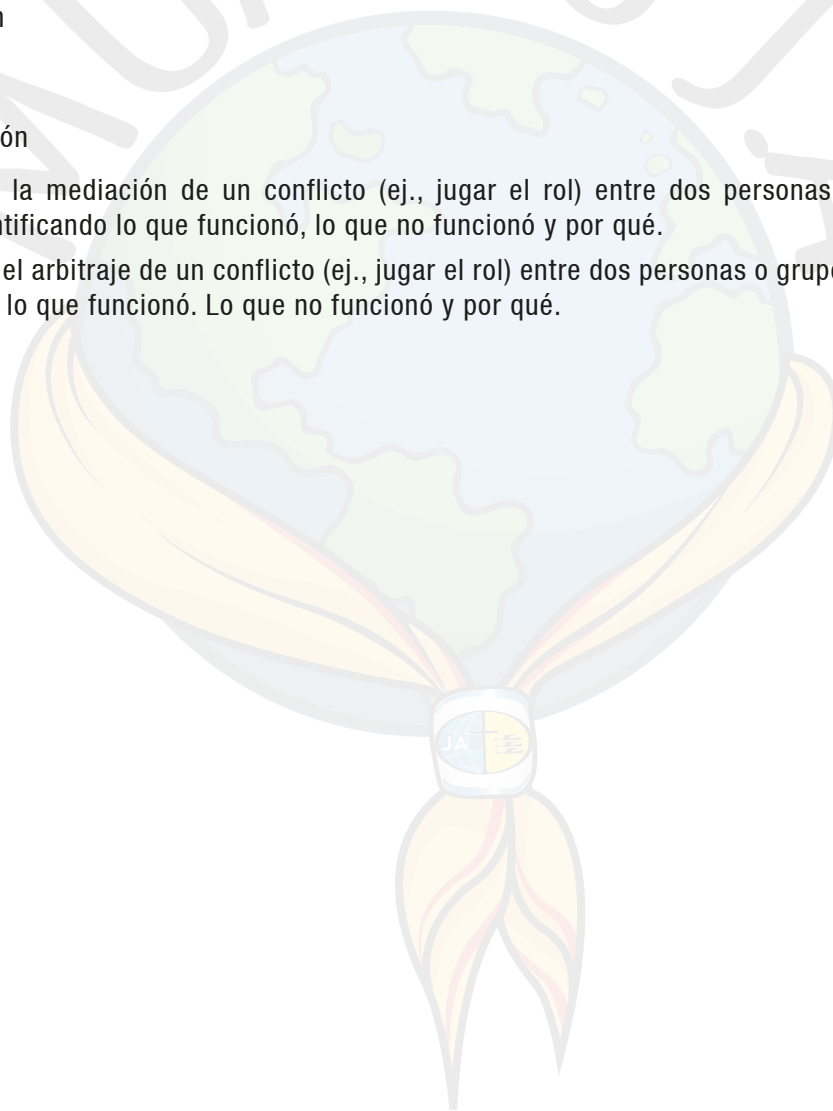 n
ón
la mediación de un conflicto (ej., jugar el rol) entre dos personas
ntificando lo que funcionó, lo que no funcionó y por qué.
el arbitraje de un conflicto (ej., jugar el rol) entre dos personas o grupo
lo que funcionó. Lo que no funcionó y por qué.
JA